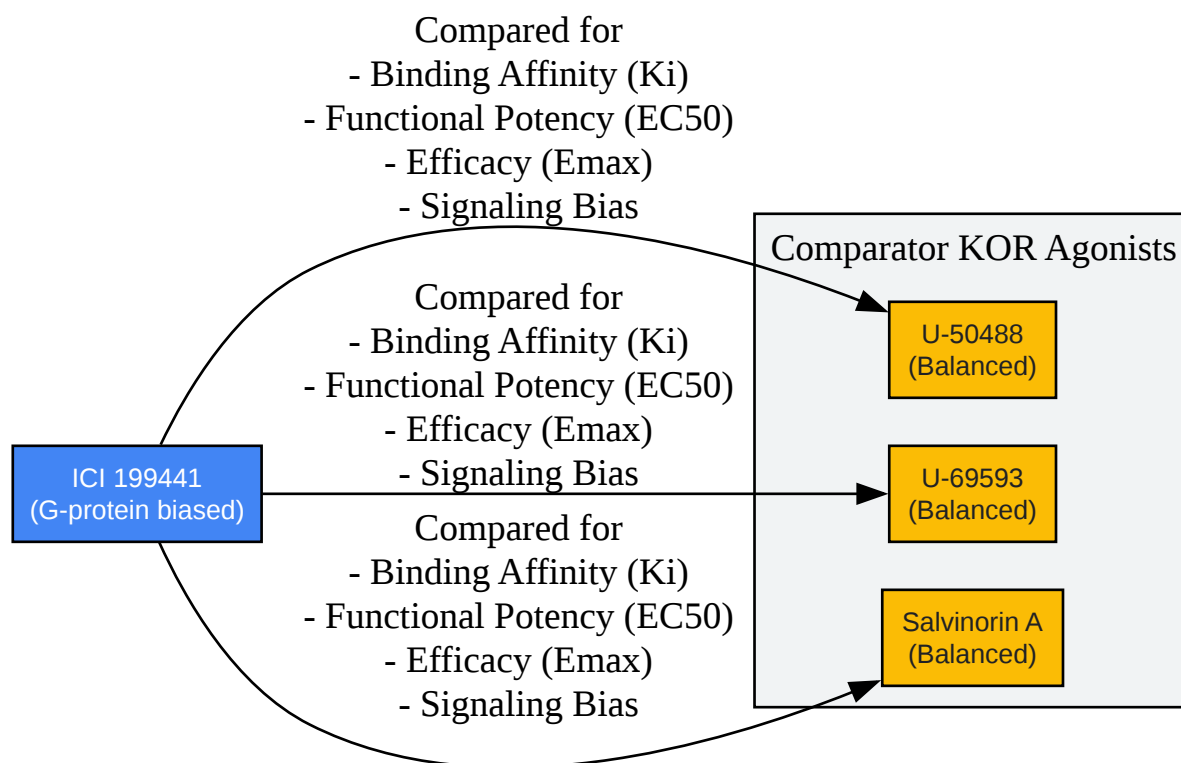 Compared for
- Binding Affinity (Ki)
- Functional Potency (EC50)
- Efficacy (Emax)
- Signaling Bias
Comparator KOR Agonists
U-50488
(Balanced)
Compared for
- Binding Affinity (Ki)
- Functional Potency (EC50)
- Efficacy (Emax)
- Signaling Bias
ICI 199441
(G-protein biased)
U-69593
(Balanced)
Compared for
- Binding Affinity (Ki)
- Functional Potency (EC50)
- Efficacy (Emax)
- Signaling Bias
Salvinorin A
(Balanced)